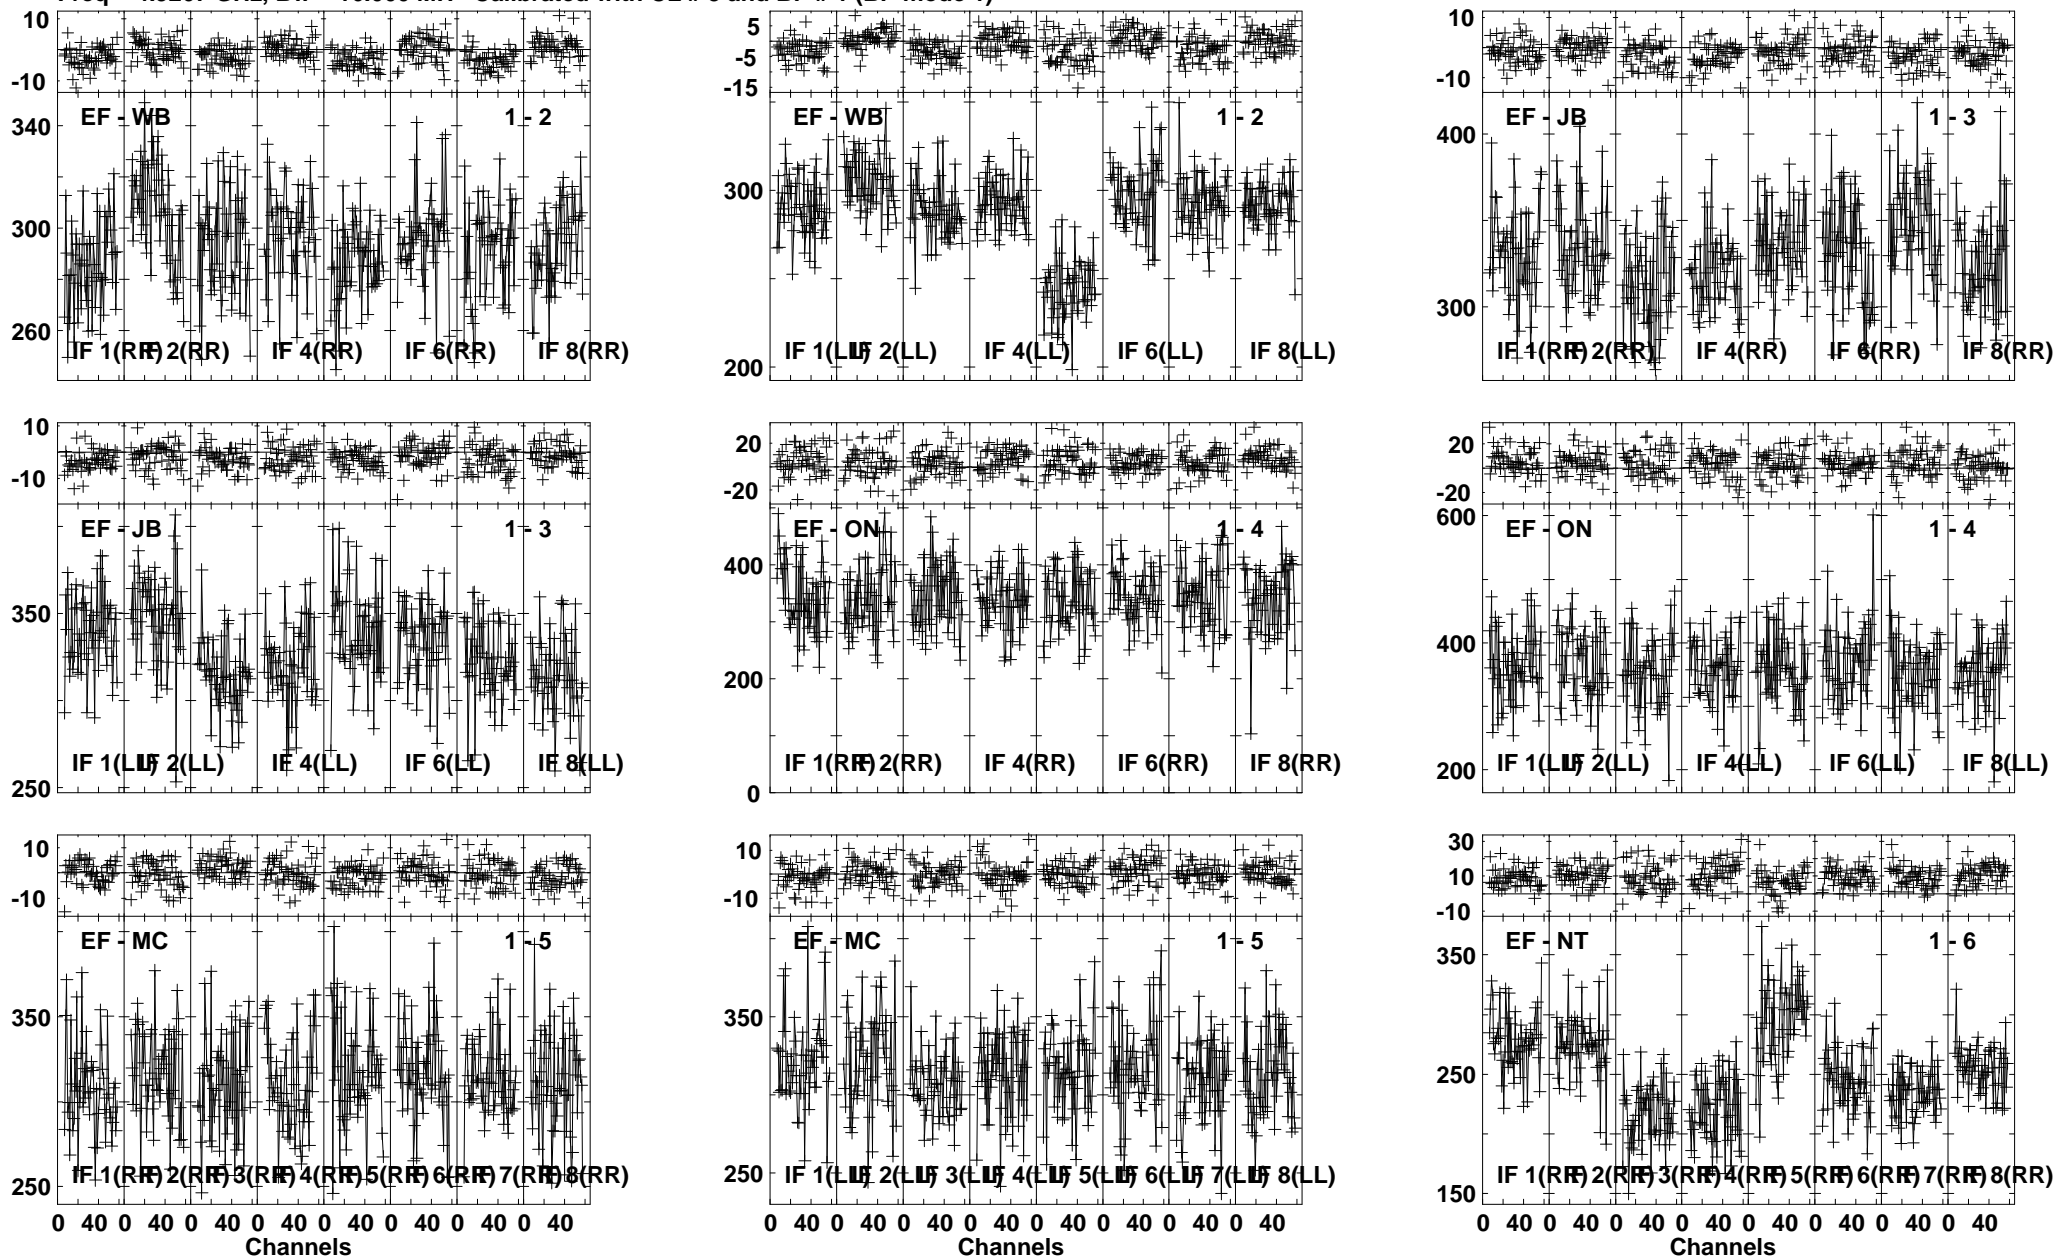 10
-10
340
300
260
EF - WB 1 - 2
IF 1(RR) IF 2(RR) IF 4(RR) IF 6(RR) IF 8(RR)
5
-5
-15
300
200
EF - WB 1 - 2
IF 1(LL) IF 2(LL) IF 4(LL) IF 6(LL) IF 8(LL)
10
-10
400
300
EF - JB 1 - 3
IF 1(RR) IF 2(RR) IF 4(RR) IF 6(RR) IF 8(RR)
10
-10
350
250
EF - JB 1 - 3
IF 1(LL) IF 2(LL) IF 4(LL) IF 6(LL) IF 8(LL)
20
-20
400
200
0
EF - ON 1 - 4
IF 1(RR) IF 2(RR) IF 4(RR) IF 6(RR) IF 8(RR)
20
-20
600
400
200
EF - ON 1 - 4
IF 1(LL) IF 2(LL) IF 4(LL) IF 6(LL) IF 8(LL)
10
-10
350
250
EF - MC 1 - 5
IF 1(RR) IF 2(RR) IF 3(RR) IF 4(RR) IF 5(RR) IF 6(RR) IF 7(RR) IF 8(RR)
0 40 0 40 0 40 0 40 0 40 0 40 0 40 0 40
Channels
10
-10
350
250
EF - MC 1 - 5
IF 1(LL) IF 2(LL) IF 3(LL) IF 4(LL) IF 5(LL) IF 6(LL) IF 7(LL) IF 8(LL)
0 40 0 40 0 40 0 40 0 40 0 40 0 40 0 40
Channels
30
10
-10
350
250
150
EF - NT 1 - 6
IF 1(RR) IF 2(RR) IF 3(RR) IF 4(RR) IF 5(RR) IF 6(RR) IF 7(RR) IF 8(RR)
0 40 0 40 0 40 0 40 0 40 0 40 0 40 0 40
Channels